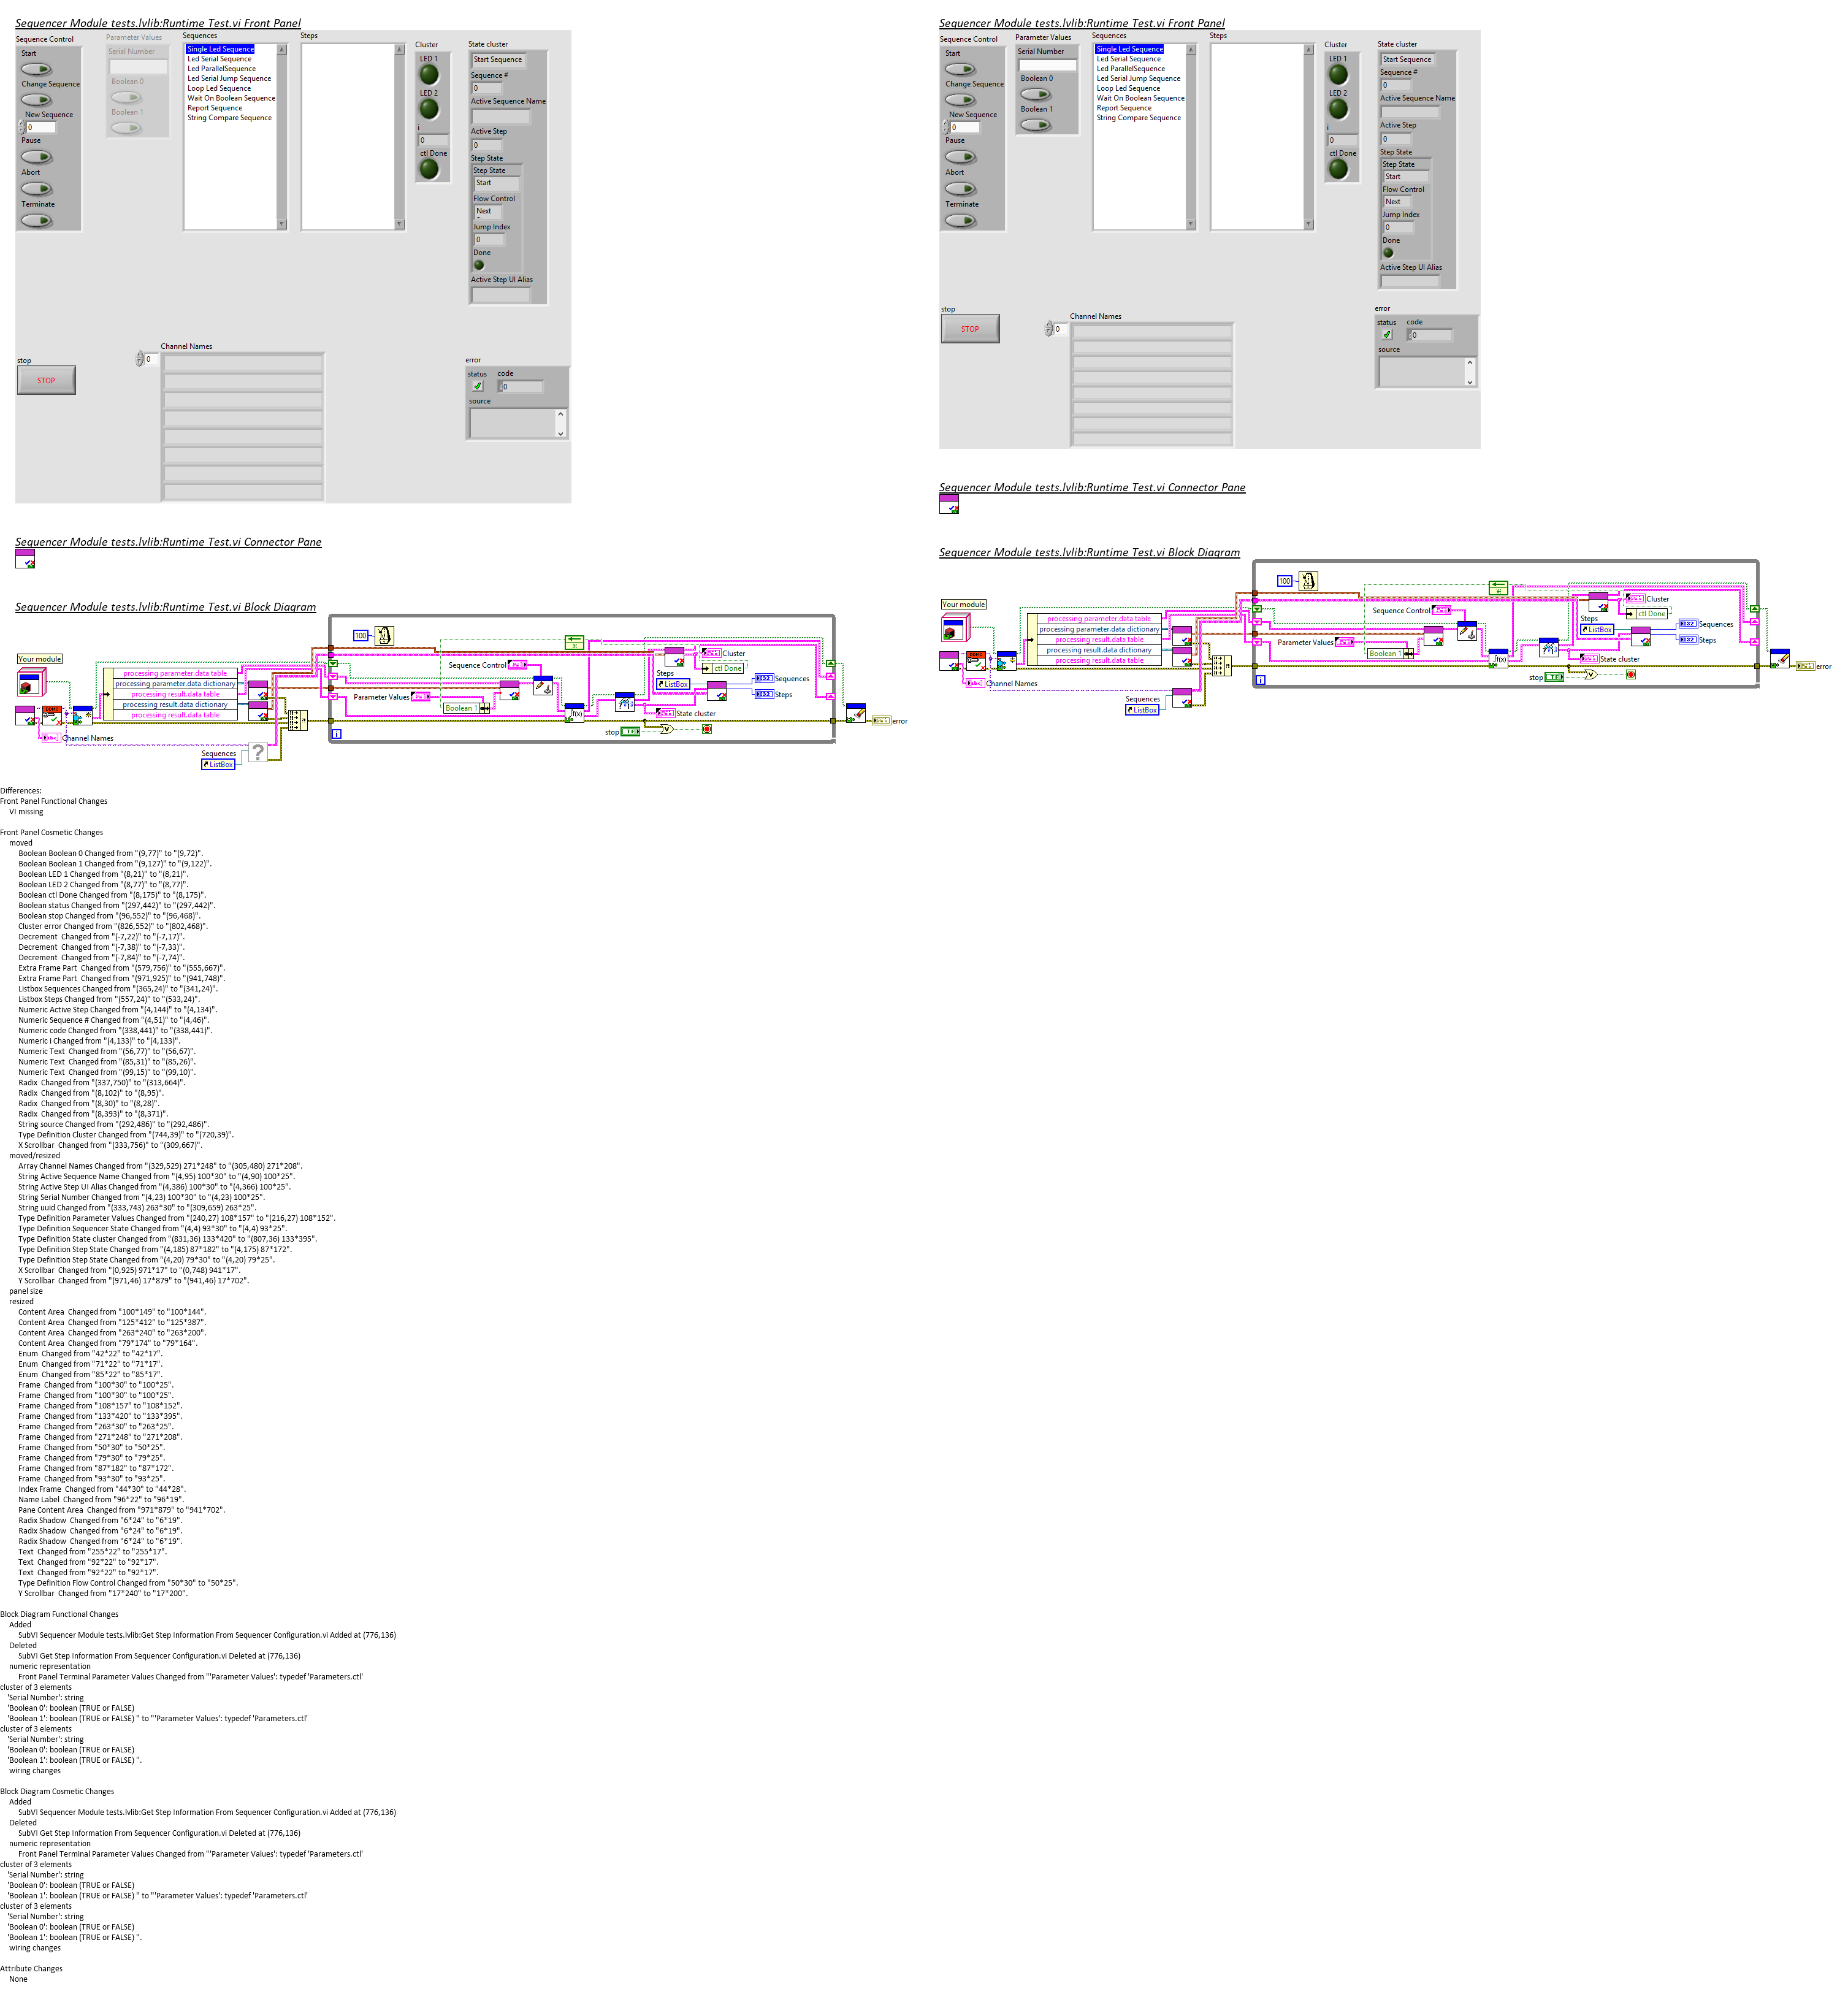 Sequencer Module tests.lvlib:Runtime Test.vi Front Panel
Sequence Control
Parameter Values
Sequences
Steps
Cluster
State cluster
Start
Serial Number
Single Led Sequence
Led Serial Sequence
Led ParallelSequence
Led Serial Jump Sequence
Loop Led Sequence
Wait On Boolean Sequence
Report Sequence
String Compare Sequence
LED 1
Start Sequence
Change Sequence
Boolean 0
LED 2
Sequence #
0
New Sequence
0
Boolean 1
Active Sequence Name
Pause
i
0
Active Step
0
Abort
ctl Done
Step State
Step State
Start
Terminate
Flow Control
Next
Jump Index
0
Done
Active Step UI Alias
Channel Names
0
stop
STOP
error
status
code
0
source
Sequencer Module tests.lvlib:Runtime Test.vi Connector Pane
Sequencer Module tests.lvlib:Runtime Test.vi Block Diagram
100
Your module
processing parameter.data table
processing parameter.data dictionary
processing result.data table
processing result.data dictionary
processing result.data table
Sequence Control
Parameter Values
Boolean 1
Cluster
ctl Done
Steps
ListBox
I32
Sequences
I32
Steps
State cluster
f(x)
stop
TF
error
Channel Names
abc
Sequences
ListBox
?
i
Sequencer Module tests.lvlib:Runtime Test.vi Front Panel
Sequence Control
Parameter Values
Sequences
Steps
Cluster
State cluster
Start
Serial Number
Single Led Sequence
Led Serial Sequence
Led ParallelSequence
Led Serial Jump Sequence
Loop Led Sequence
Wait On Boolean Sequence
Report Sequence
String Compare Sequence
LED 1
Start Sequence
Change Sequence
Boolean 0
LED 2
Sequence #
0
New Sequence
0
Boolean 1
Active Sequence Name
Pause
i
0
Active Step
0
Abort
ctl Done
Step State
Step State
Start
Terminate
Flow Control
Next
Jump Index
0
Done
Active Step UI Alias
stop
STOP
Channel Names
0
error
status
code
0
source
Sequencer Module tests.lvlib:Runtime Test.vi Connector Pane
Sequencer Module tests.lvlib:Runtime Test.vi Block Diagram
100
Your module
processing parameter.data table
processing parameter.data dictionary
processing result.data table
processing result.data dictionary
processing result.data table
Sequence Control
Parameter Values
Boolean 1
Cluster
ctl Done
Steps
ListBox
I32
Sequences
I32
Steps
State cluster
f(x)
stop
TF
error
Channel Names
abc
Sequences
ListBox
i
Differences:
Front Panel Functional Changes
VI missing
Front Panel Cosmetic Changes
moved
Boolean Boolean 0 Changed from "(9,77)" to "(9,72)".
Boolean Boolean 1 Changed from "(9,127)" to "(9,122)".
Boolean LED 1 Changed from "(8,21)" to "(8,21)".
Boolean LED 2 Changed from "(8,77)" to "(8,77)".
Boolean ctl Done Changed from "(8,175)" to "(8,175)".
Boolean status Changed from "(297,442)" to "(297,442)".
Boolean stop Changed from "(96,552)" to "(96,468)".
Cluster error Changed from "(826,552)" to "(802,468)".
Decrement  Changed from "(-7,22)" to "(-7,17)".
Decrement  Changed from "(-7,38)" to "(-7,33)".
Decrement  Changed from "(-7,84)" to "(-7,74)".
Extra Frame Part  Changed from "(579,756)" to "(555,667)".
Extra Frame Part  Changed from "(971,925)" to "(941,748)".
Listbox Sequences Changed from "(365,24)" to "(341,24)".
Listbox Steps Changed from "(557,24)" to "(533,24)".
Numeric Active Step Changed from "(4,144)" to "(4,134)".
Numeric Sequence # Changed from "(4,51)" to "(4,46)".
Numeric code Changed from "(338,441)" to "(338,441)".
Numeric i Changed from "(4,133)" to "(4,133)".
Numeric Text  Changed from "(56,77)" to "(56,67)".
Numeric Text  Changed from "(85,31)" to "(85,26)".
Numeric Text  Changed from "(99,15)" to "(99,10)".
Radix  Changed from "(337,750)" to "(313,664)".
Radix  Changed from "(8,102)" to "(8,95)".
Radix  Changed from "(8,30)" to "(8,28)".
Radix  Changed from "(8,393)" to "(8,371)".
String source Changed from "(292,486)" to "(292,486)".
Type Definition Cluster Changed from "(744,39)" to "(720,39)".
X Scrollbar  Changed from "(333,756)" to "(309,667)".
moved/resized
Array Channel Names Changed from "(329,529) 271*248" to "(305,480) 271*208".
String Active Sequence Name Changed from "(4,95) 100*30" to "(4,90) 100*25".
String Active Step UI Alias Changed from "(4,386) 100*30" to "(4,366) 100*25".
String Serial Number Changed from "(4,23) 100*30" to "(4,23) 100*25".
String uuid Changed from "(333,743) 263*30" to "(309,659) 263*25".
Type Definition Parameter Values Changed from "(240,27) 108*157" to "(216,27) 108*152".
Type Definition Sequencer State Changed from "(4,4) 93*30" to "(4,4) 93*25".
Type Definition State cluster Changed from "(831,36) 133*420" to "(807,36) 133*395".
Type Definition Step State Changed from "(4,185) 87*182" to "(4,175) 87*172".
Type Definition Step State Changed from "(4,20) 79*30" to "(4,20) 79*25".
X Scrollbar  Changed from "(0,925) 971*17" to "(0,748) 941*17".
Y Scrollbar  Changed from "(971,46) 17*879" to "(941,46) 17*702".
panel size
resized
Content Area  Changed from "100*149" to "100*144".
Content Area  Changed from "125*412" to "125*387".
Content Area  Changed from "263*240" to "263*200".
Content Area  Changed from "79*174" to "79*164".
Enum  Changed from "42*22" to "42*17".
Enum  Changed from "71*22" to "71*17".
Enum  Changed from "85*22" to "85*17".
Frame  Changed from "100*30" to "100*25".
Frame  Changed from "100*30" to "100*25".
Frame  Changed from "108*157" to "108*152".
Frame  Changed from "133*420" to "133*395".
Frame  Changed from "263*30" to "263*25".
Frame  Changed from "271*248" to "271*208".
Frame  Changed from "50*30" to "50*25".
Frame  Changed from "79*30" to "79*25".
Frame  Changed from "87*182" to "87*172".
Frame  Changed from "93*30" to "93*25".
Index Frame  Changed from "44*30" to "44*28".
Name Label  Changed from "96*22" to "96*19".
Pane Content Area  Changed from "971*879" to "941*702".
Radix Shadow  Changed from "6*24" to "6*19".
Radix Shadow  Changed from "6*24" to "6*19".
Radix Shadow  Changed from "6*24" to "6*19".
Text  Changed from "255*22" to "255*17".
Text  Changed from "92*22" to "92*17".
Text  Changed from "92*22" to "92*17".
Type Definition Flow Control Changed from "50*30" to "50*25".
Y Scrollbar  Changed from "17*240" to "17*200".
Block Diagram Functional Changes
Added
SubVI Sequencer Module tests.lvlib:Get Step Information From Sequencer Configuration.vi Added at (776,136)
Deleted
SubVI Get Step Information From Sequencer Configuration.vi Deleted at (776,136)
numeric representation
Front Panel Terminal Parameter Values Changed from "'Parameter Values': typedef 'Parameters.ctl'
cluster of 3 elements
'Serial Number': string
'Boolean 0': boolean (TRUE or FALSE)
'Boolean 1': boolean (TRUE or FALSE) " to "'Parameter Values': typedef 'Parameters.ctl'
cluster of 3 elements
'Serial Number': string
'Boolean 0': boolean (TRUE or FALSE)
'Boolean 1': boolean (TRUE or FALSE) ".
wiring changes
Block Diagram Cosmetic Changes
Added
SubVI Sequencer Module tests.lvlib:Get Step Information From Sequencer Configuration.vi Added at (776,136)
Deleted
SubVI Get Step Information From Sequencer Configuration.vi Deleted at (776,136)
numeric representation
Front Panel Terminal Parameter Values Changed from "'Parameter Values': typedef 'Parameters.ctl'
cluster of 3 elements
'Serial Number': string
'Boolean 0': boolean (TRUE or FALSE)
'Boolean 1': boolean (TRUE or FALSE) " to "'Parameter Values': typedef 'Parameters.ctl'
cluster of 3 elements
'Serial Number': string
'Boolean 0': boolean (TRUE or FALSE)
'Boolean 1': boolean (TRUE or FALSE) ".
wiring changes
Attribute Changes
None